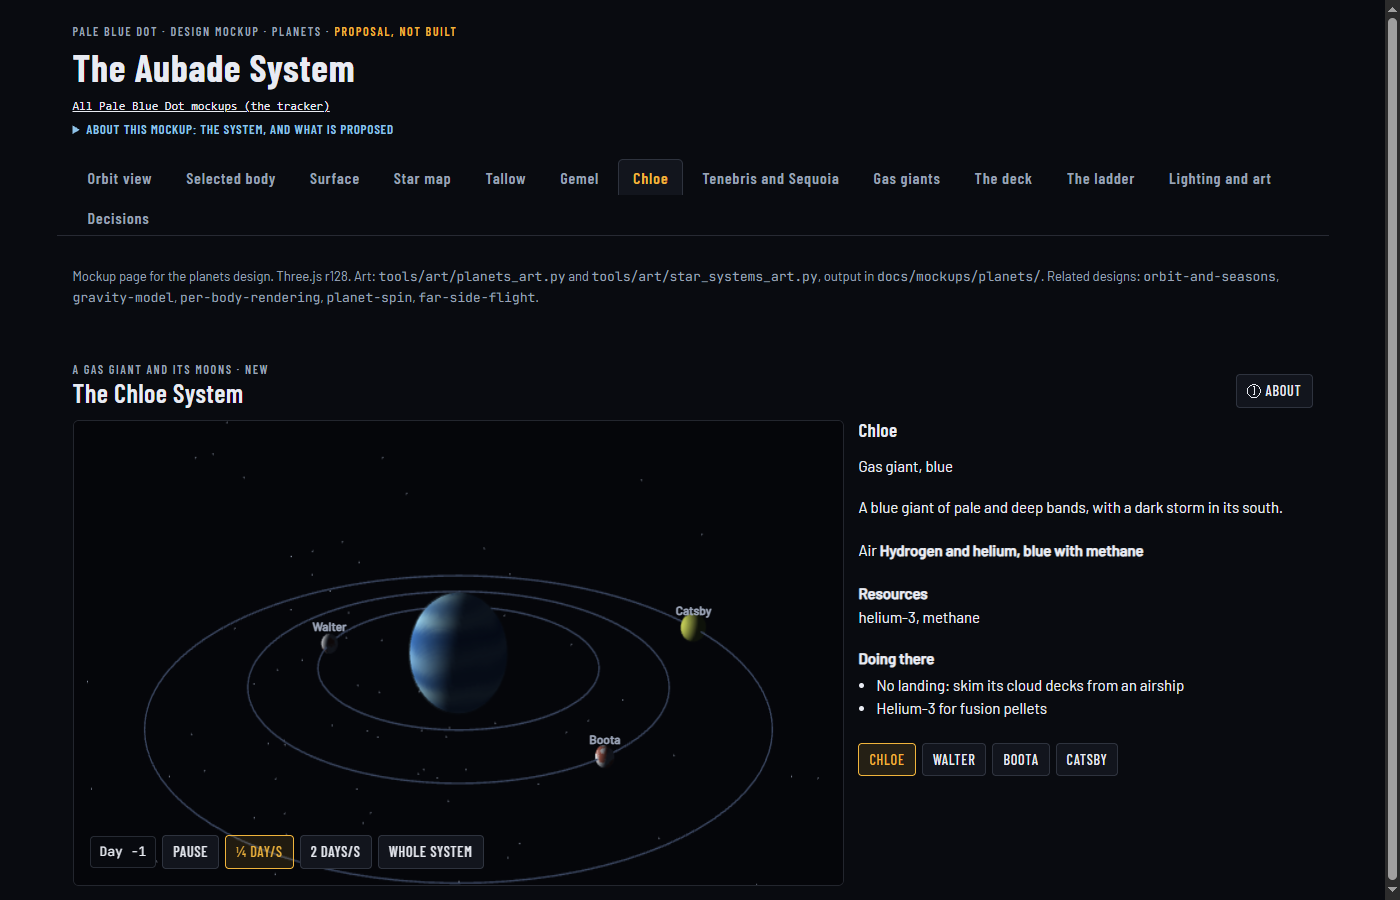 PALE BLUE DOT · DESIGN MOCKUP · PLANETS · PROPOSAL, NOT BUILT
The Aubade System
All Pale Blue Dot mockups (the tracker)
▶ ABOUT THIS MOCKUP: THE SYSTEM, AND WHAT IS PROPOSED
Orbit view Selected body Surface Star map Tallow Gemel Chloe Tenebris and Sequoia Gas giants The deck The ladder Lighting and art
Decisions
Mockup page for the planets design. Three.js r128. Art: tools/art/planets_art.py and tools/art/star_systems_art.py, output in docs/mockups/planets/. Related designs: orbit-and-seasons,
gravity-model, per-body-rendering, planet-spin, far-side-flight.
A GAS GIANT AND ITS MOONS · NEW
The Chloe System
ⓘ ABOUT
Walter
Catsby
Boota
Day -1 PAUSE ¼ DAY/S 2 DAYS/S WHOLE SYSTEM
Chloe
Gas giant, blue
A blue giant of pale and deep bands, with a dark storm in its south.
Air Hydrogen and helium, blue with methane
Resources
helium-3, methane
Doing there
• No landing: skim its cloud decks from an airship
• Helium-3 for fusion pellets
CHLOE WALTER BOOTA CATSBY